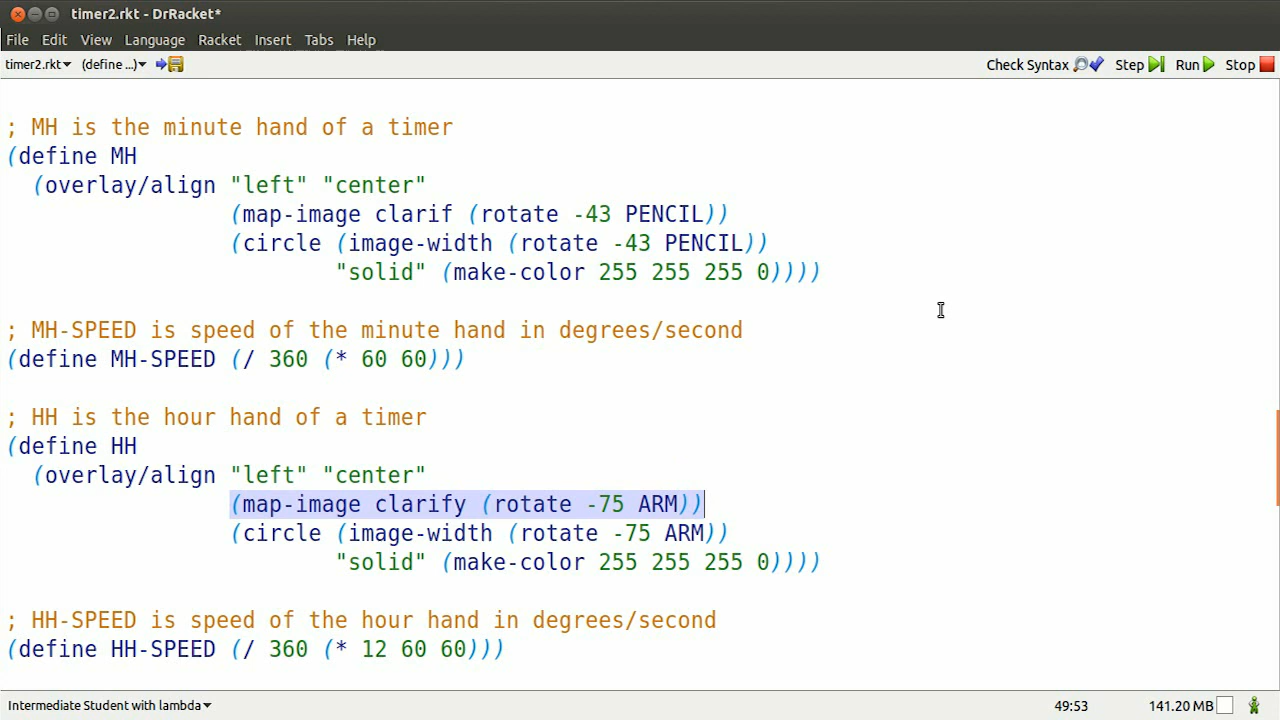 timer2.rkt - DrRacket*
File Edit View Language Racket Insert Tabs Help
timer2.rkt▾ (define ...)▾ Check Syntax Step Run Stop
; MH is the minute hand of a timer
(define MH
  (overlay/align "left" "center"
                 (map-image clarif (rotate -43 PENCIL))
                 (circle (image-width (rotate -43 PENCIL))
                         "solid" (make-color 255 255 255 0))))
; MH-SPEED is speed of the minute hand in degrees/second
(define MH-SPEED (/ 360 (* 60 60)))
; HH is the hour hand of a timer
(define HH
  (overlay/align "left" "center"
                 (map-image clarify (rotate -75 ARM))
                 (circle (image-width (rotate -75 ARM))
                         "solid" (make-color 255 255 255 0))))
; HH-SPEED is speed of the hour hand in degrees/second
(define HH-SPEED (/ 360 (* 12 60 60)))
Intermediate Student with lambda▾ 49:53 141.20 MB